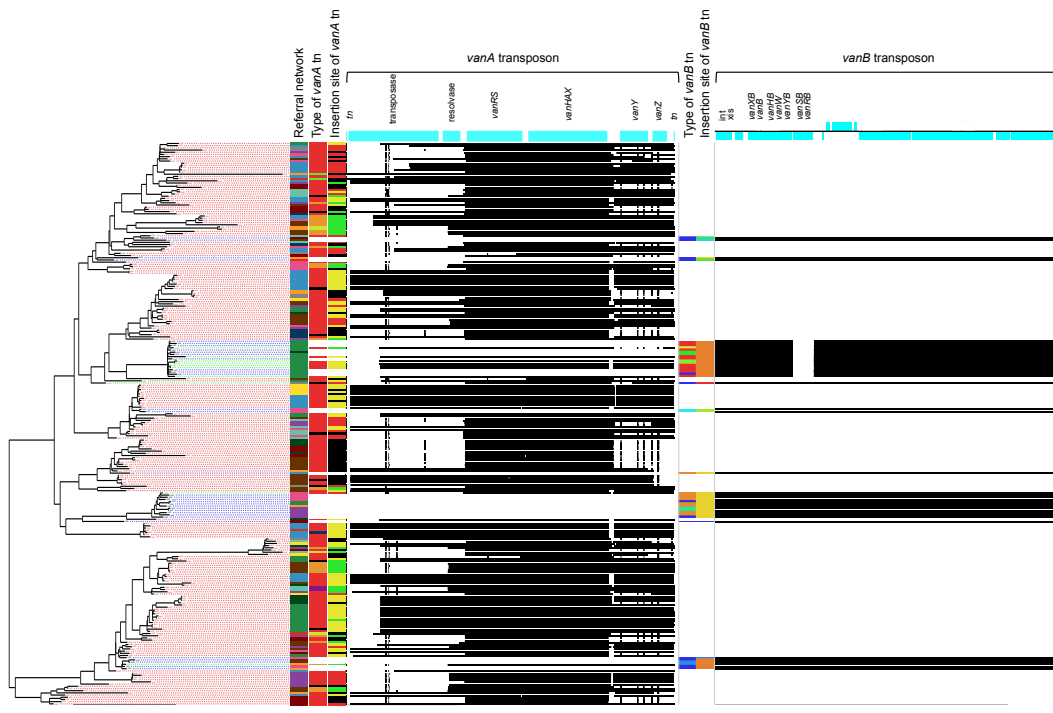 Referral network
Type of vanA tn
Insertion site of vanA tn
vanA transposon
tn
transposase
resolvase
vanRS
vanHAX
vanY
vanZ
tn
Type of vanB tn
Insertion site of vanB tn
vanB transposon
int
xis
vanXB
vanB
vanHB
vanW
vanYB
vanSB
vanRB